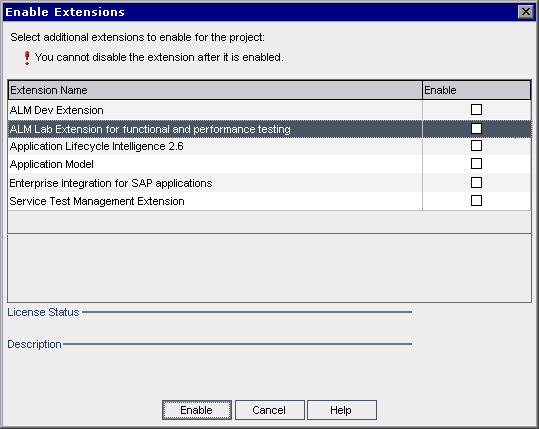 Enable Extensions
Select additional extensions to enable for the project:
You cannot disable the extension after it is enabled.
Extension Name Enable
ALM Dev Extension
ALM Lab Extension for functional and performance testing
Application Lifecycle Intelligence 2.6
Application Model
Enterprise Integration for SAP applications
Service Test Management Extension
License Status
Description
Enable Cancel Help